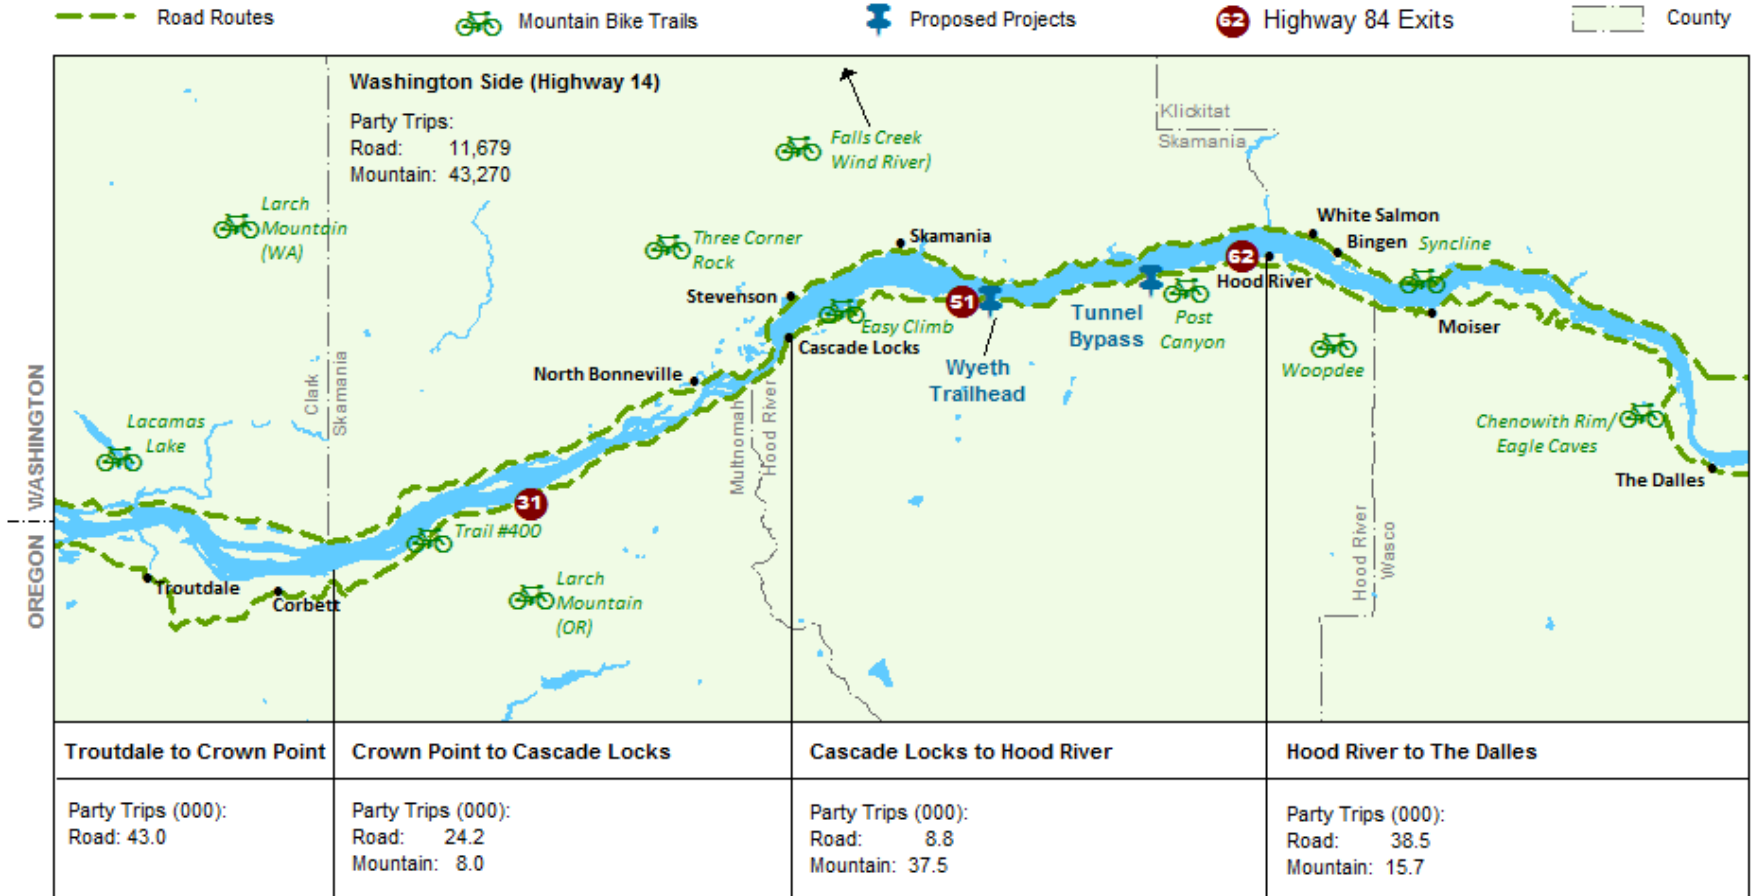 Road Routes
Mountain Bike Trails
Proposed Projects
62 Highway 84 Exits
County
Washington Side (Highway 14)
Party Trips:
Road: 11,679
Mountain: 43,270
Falls Creek
Wind River)
Klickitat
Skamania
Larch
Mountain
(WA)
Three Corner
Rock
Skamania
White Salmon
Bingen
Syncline
62
Hood River
Stevenson
51
Easy Climb
Cascade Locks
Tunnel
Bypass
Post
Canyon
Moiser
Wyeth
Trailhead
Woopdee
North Bonneville
Clark
Skamania
Multnomah
Hood River
Lacamas
Lake
Chenowith Rim/
Eagle Caves
The Dalles
OREGON WASHINGTON
31
Trail #400
Hood River
Wasco
Troutdale
Corbett
Larch
Mountain
(OR)
Troutdale to Crown Point
Party Trips (000):
Road: 43.0
Crown Point to Cascade Locks
Party Trips (000):
Road: 24.2
Mountain: 8.0
Cascade Locks to Hood River
Party Trips (000):
Road: 8.8
Mountain: 37.5
Hood River to The Dalles
Party Trips (000):
Road: 38.5
Mountain: 15.7